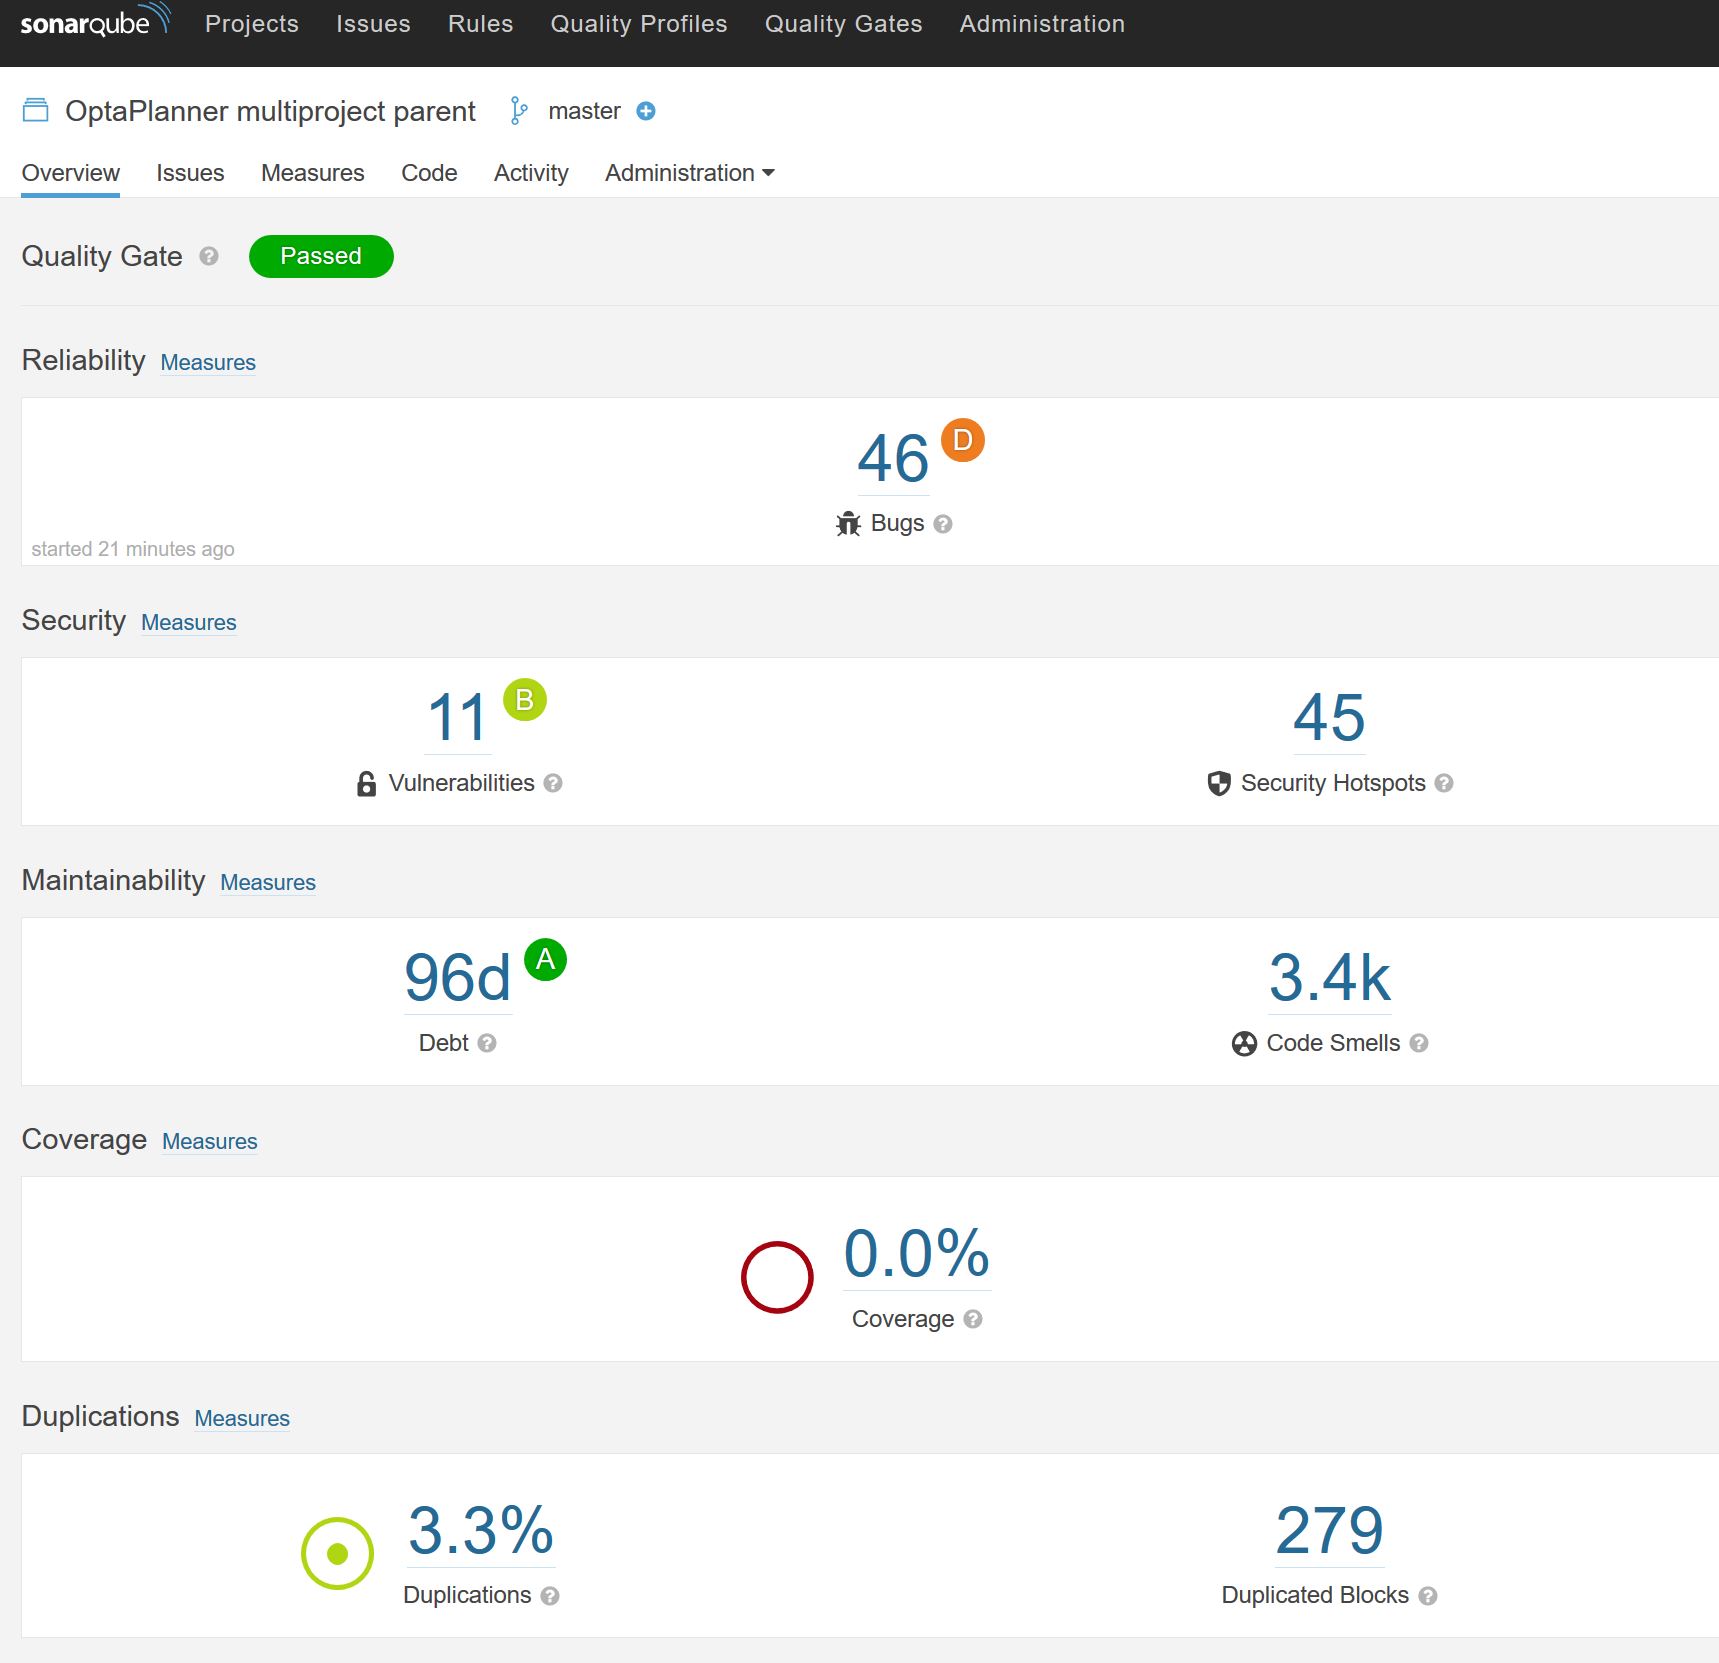 sonarqube Projects Issues Rules Quality Profiles Quality Gates Administration
OptaPlanner multiproject parent master
Overview Issues Measures Code Activity Administration
Quality Gate ? Passed
Reliability Measures
46 D
Bugs ?
started 21 minutes ago
Security Measures
11 B 45
Vulnerabilities ? Security Hotspots ?
Maintainability Measures
96d A 3.4k
Debt ? Code Smells ?
Coverage Measures
0.0%
Coverage ?
Duplications Measures
3.3% 279
Duplications ? Duplicated Blocks ?